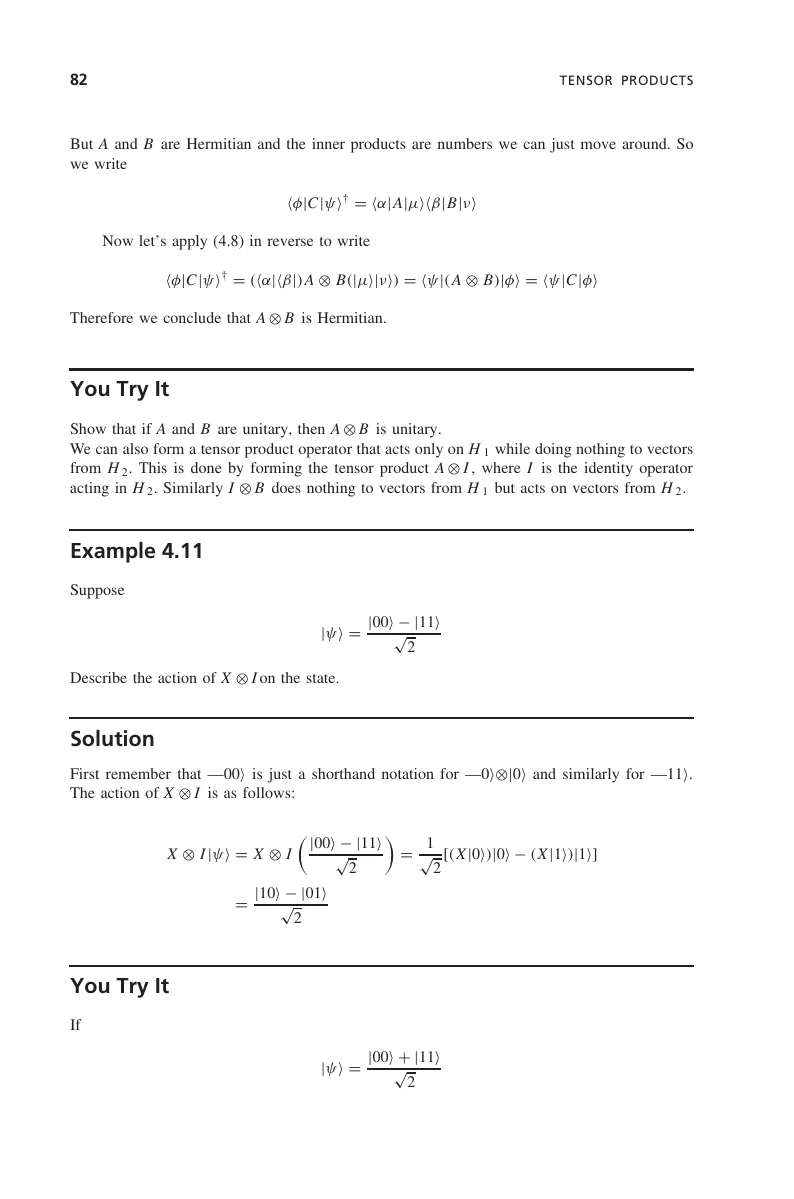 82 TENSOR PRODUCTS
But A and B are Hermitian and the inner products are numbers we can just move around. So
we write
⟨ϕ|C|ψ⟩† = ⟨α|A|μ⟩⟨β|B|ν⟩
Now let’s apply (4.8) in reverse to write
⟨ϕ|C|ψ⟩† = (⟨α|⟨β|)A ⊗ B(|μ⟩|ν⟩) = ⟨ψ|(A ⊗ B)|ϕ⟩ = ⟨ψ|C|ϕ⟩
Therefore we conclude that A ⊗ B is Hermitian.
You Try It
Show that if A and B are unitary, then A ⊗ B is unitary.
We can also form a tensor product operator that acts only on H₁ while doing nothing to vectors
from H₂. This is done by forming the tensor product A ⊗ I, where I is the identity operator
acting in H₂. Similarly I ⊗ B does nothing to vectors from H₁ but acts on vectors from H₂.
Example 4.11
Suppose
|ψ⟩ = (|00⟩ − |11⟩)/√2
Describe the action of X ⊗ I on the state.
Solution
First remember that —00⟩ is just a shorthand notation for —0⟩⊗|0⟩ and similarly for —11⟩.
The action of X ⊗ I is as follows:
X ⊗ I|ψ⟩ = X ⊗ I ((|00⟩ − |11⟩)/√2) = 1/√2 [(X|0⟩)|0⟩ − (X|1⟩)|1⟩]
= (|10⟩ − |01⟩)/√2
You Try It
If
|ψ⟩ = (|00⟩ + |11⟩)/√2